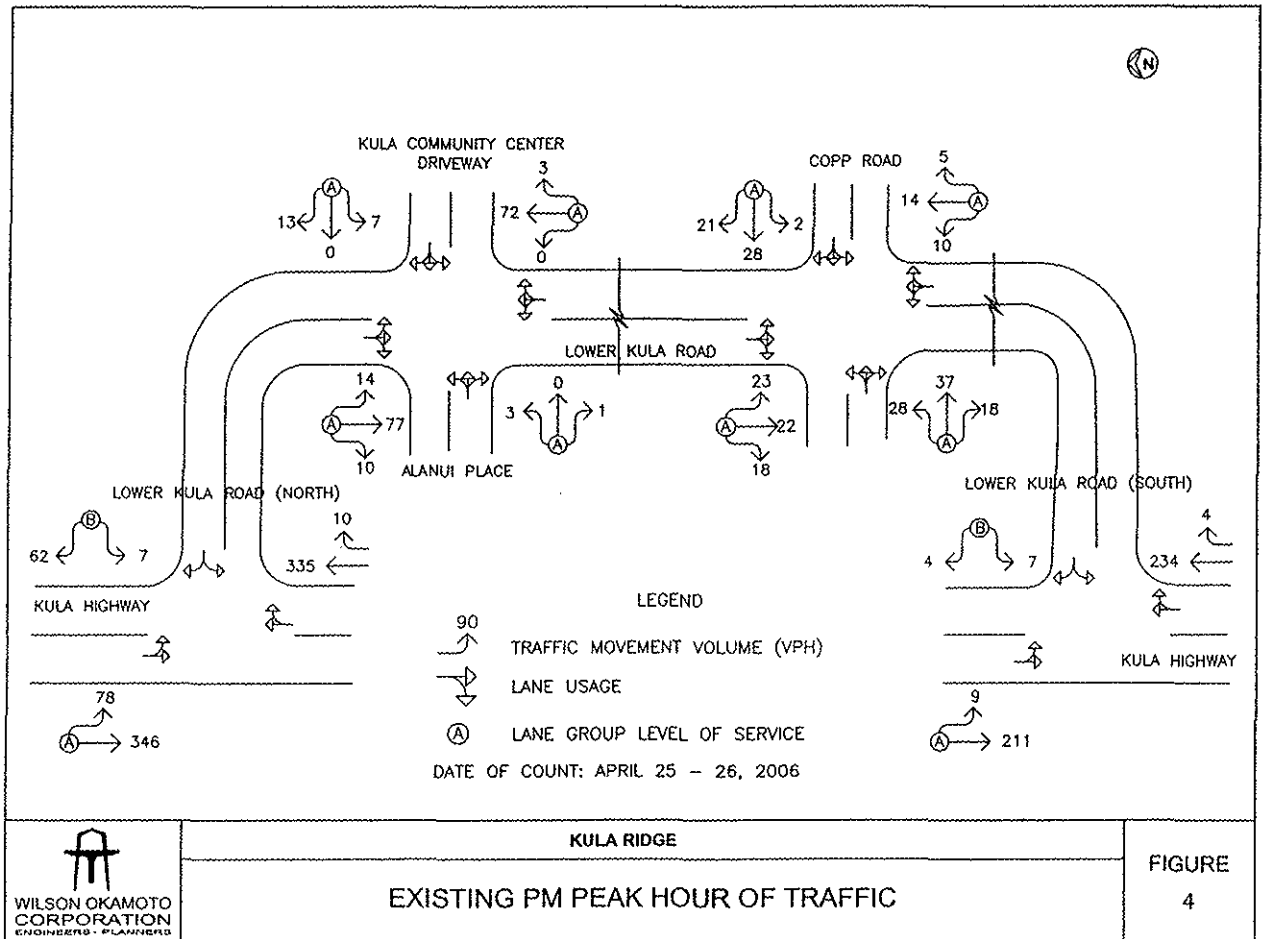 N
KULA COMMUNITY CENTER
DRIVEWAY
COPP ROAD
A
13
7
0
3
72
A
0
A
21
2
28
5
14
A
10
LOWER KULA ROAD
14
A
77
10
ALANUI PLACE
0
3
1
A
23
A
22
18
37
28
18
A
LOWER KULA ROAD (NORTH)
LOWER KULA ROAD (SOUTH)
B
62
7
10
335
B
4
7
4
234
KULA HIGHWAY
KULA HIGHWAY
78
A
346
9
A
211
LEGEND
90
TRAFFIC MOVEMENT VOLUME (VPH)
LANE USAGE
A
LANE GROUP LEVEL OF SERVICE
DATE OF COUNT: APRIL 25 – 26, 2006
WILSON OKAMOTO
CORPORATION
ENGINEERS · PLANNERS
KULA RIDGE
EXISTING PM PEAK HOUR OF TRAFFIC
FIGURE
4